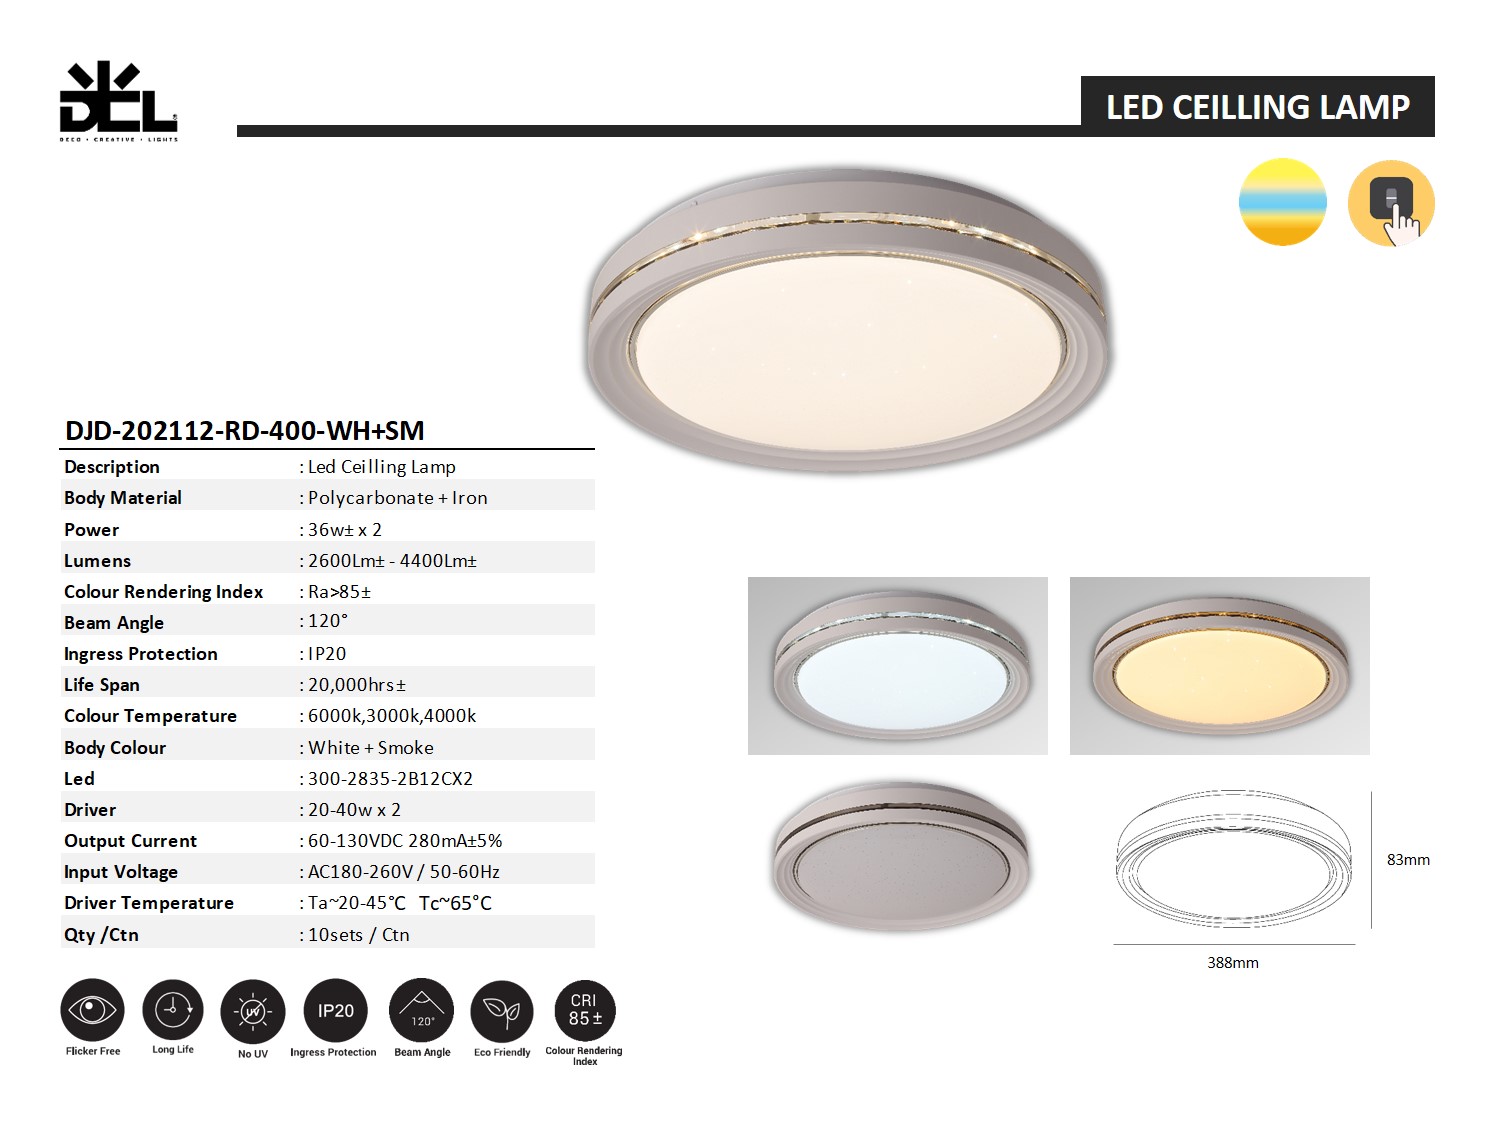 DCL
DECO • CREATIVE • LIGHTS
LED CEILLING LAMP
DJD-202112-RD-400-WH+SM
Description : Led Ceilling Lamp
Body Material : Polycarbonate + Iron
Power : 36w± x 2
Lumens : 2600Lm± - 4400Lm±
Colour Rendering Index : Ra>85±
Beam Angle : 120°
Ingress Protection : IP20
Life Span : 20,000hrs±
Colour Temperature : 6000k,3000k,4000k
Body Colour : White + Smoke
Led : 300-2835-2B12CX2
Driver : 20-40w x 2
Output Current : 60-130VDC 280mA±5%
Input Voltage : AC180-260V / 50-60Hz
Driver Temperature : Ta~20-45℃ Tc~65℃
Qty /Ctn : 10sets / Ctn
83mm
388mm
UV
IP20
120°
CRI
85±
Flicker Free
Long Life
No UV
Ingress Protection
Beam Angle
Eco Friendly
Colour Rendering
Index